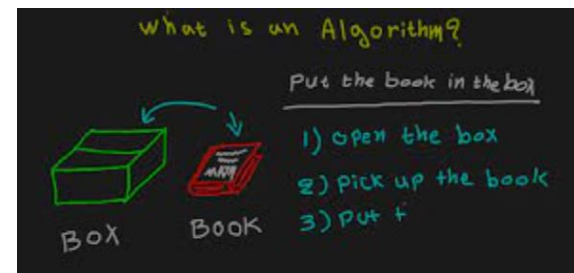 What is an Algorithm?
Put the book in the box
1) open the box
2) Pick up the book
3) Put t
BOX
BOOK